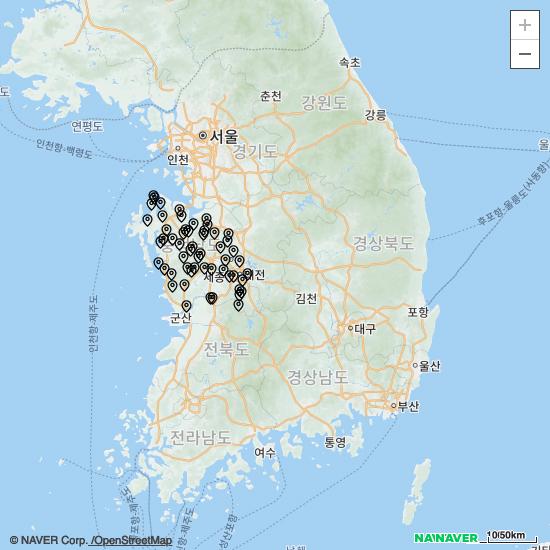 +
−
속초
춘천
강원도
강릉
연평도
서울
인천
경기도
인천항-백령도
울
후포항-울릉도(사동항)
경상북도
세종
대전
김천
포항
군산
대구
인천항-제주도
전북도
울산
경상남도
부산
전라남도
통영
여수
© NAVER Corp. /OpenStreetMap
NAVER
10/50km